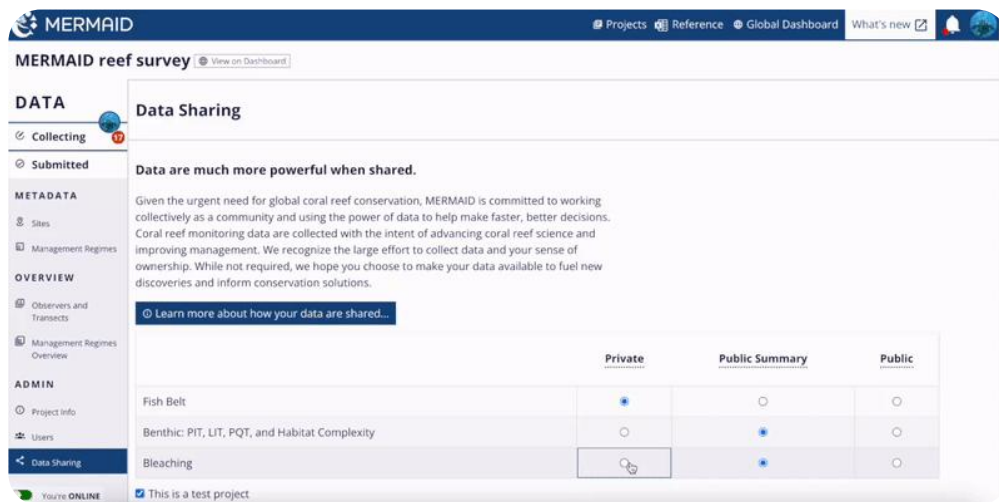 MERMAID
Projects Reference Global Dashboard What's new
MERMAID reef survey View on Dashboard
DATA
Collecting 17
Submitted
METADATA
Sites
Management Regimes
OVERVIEW
Observers and
Transects
Management Regimes
Overview
ADMIN
Project Info
Users
Data Sharing
You're ONLINE
Data Sharing
Data are much more powerful when shared.
Given the urgent need for global coral reef conservation, MERMAID is committed to working
collectively as a community and using the power of data to help make faster, better decisions.
Coral reef monitoring data are collected with the intent of advancing coral reef science and
improving management. We recognize the large effort to collect data and your sense of
ownership. While not required, we hope you choose to make your data available to fuel new
discoveries and inform conservation solutions.
Learn more about how your data are shared...
Private Public Summary Public
Fish Belt
Benthic: PIT, LIT, PQT, and Habitat Complexity
Bleaching
This is a test project